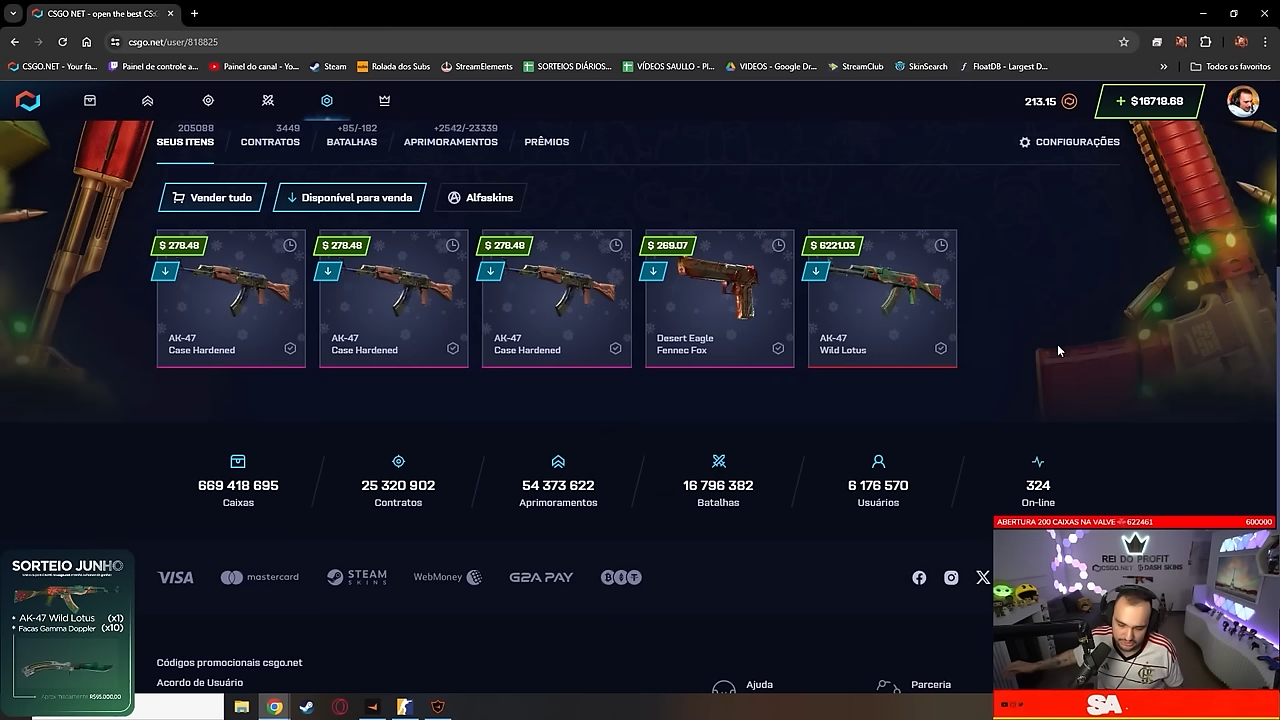 CSGO NET - open the best CS:
csgo.net/user/818825
CSGO.NET - Your fa...
Painel de controle a...
Painel do canal - Yo...
Steam
Rolada dos Subs
StreamElements
SORTEIOS DIÁRIOS...
VÍDEOS SAULLO - Pl...
VIDEOS - Google Dr...
StreamClub
SkinSearch
FloatDB - Largest D...
Todos os favoritos
213.15
+ $16718.68
205088
3449
+85/-182
+2542/-23339
SEUS ITENS
CONTRATOS
BATALHAS
APRIMORAMENTOS
PRÊMIOS
CONFIGURAÇÕES
Vender tudo
Disponível para venda
Alfaskins
$ 278.48
$ 278.48
$ 278.48
$ 269.07
$ 6221.03
AK-47
Case Hardened
AK-47
Case Hardened
AK-47
Case Hardened
Desert Eagle
Fennec Fox
AK-47
Wild Lotus
669 418 695
Caixas
25 320 902
Contratos
54 373 622
Aprimoramentos
16 796 382
Batalhas
6 176 570
Usuários
324
On-line
VISA
mastercard
STEAM
SKINS
WebMoney
G2A PAY
Códigos promocionais csgo.net
Acordo de Usuário
Ajuda
Parceria
SORTEIO JUNHO
• AK-47 Wild Lotus (x1)
• Facas Gamma Doppler (x10)
R$95.000,00
ABERTURA 200 CAIXAS NA VALVE
622461
600000
REI DO PROFIT
CSGO.NET
DASH SKINS
SA